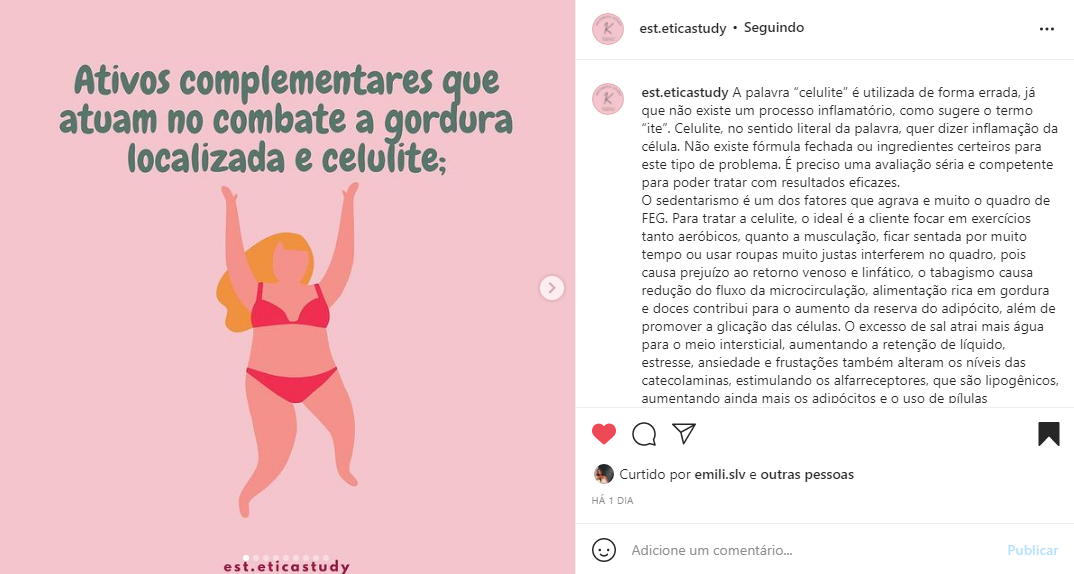 Ativos complementares que
atuam no combate a gordura
localizada e celulite;
est.eticastudy
est.eticastudy • Seguindo
est.eticastudy A palavra “celulite” é utilizada de forma errada, já
que não existe um processo inflamatório, como sugere o termo
“ite”. Celulite, no sentido literal da palavra, quer dizer inflamação da
célula. Não existe fórmula fechada ou ingredientes certeiros para
este tipo de problema. É preciso uma avaliação séria e competente
para poder tratar com resultados eficazes.
O sedentarismo é um dos fatores que agrava e muito o quadro de
FEG. Para tratar a celulite, o ideal é a cliente focar em exercícios
tanto aeróbicos, quanto a musculação, ficar sentada por muito
tempo ou usar roupas muito justas interferem no quadro, pois
causa prejuízo ao retorno venoso e linfático, o tabagismo causa
redução do fluxo da microcirculação, alimentação rica em gordura
e doces contribui para o aumento da reserva do adipócito, além de
promover a glicação das células. O excesso de sal atrai mais água
para o meio intersticial, aumentando a retenção de líquido,
estresse, ansiedade e frustações também alteram os níveis das
catecolaminas, estimulando os alfarreceptores, que são lipogênicos,
aumentando ainda mais os adipócitos e o uso de pílulas
Curtido por emili.slv e outras pessoas
HÁ 1 DIA
Adicione um comentário...
Publicar